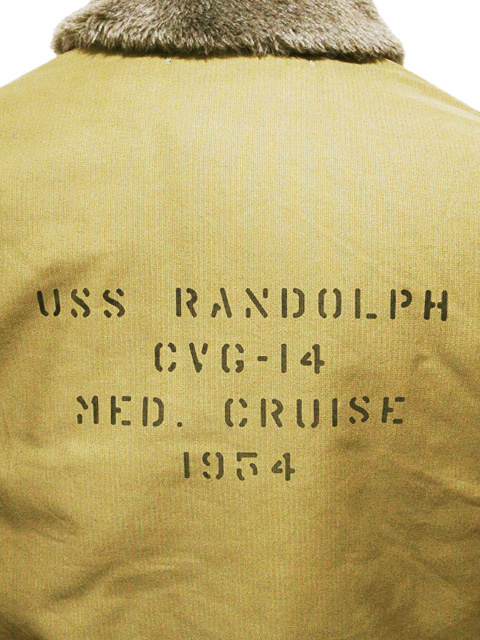 USS RANDOLPH
CVG-14
MED. CRUISE
1954